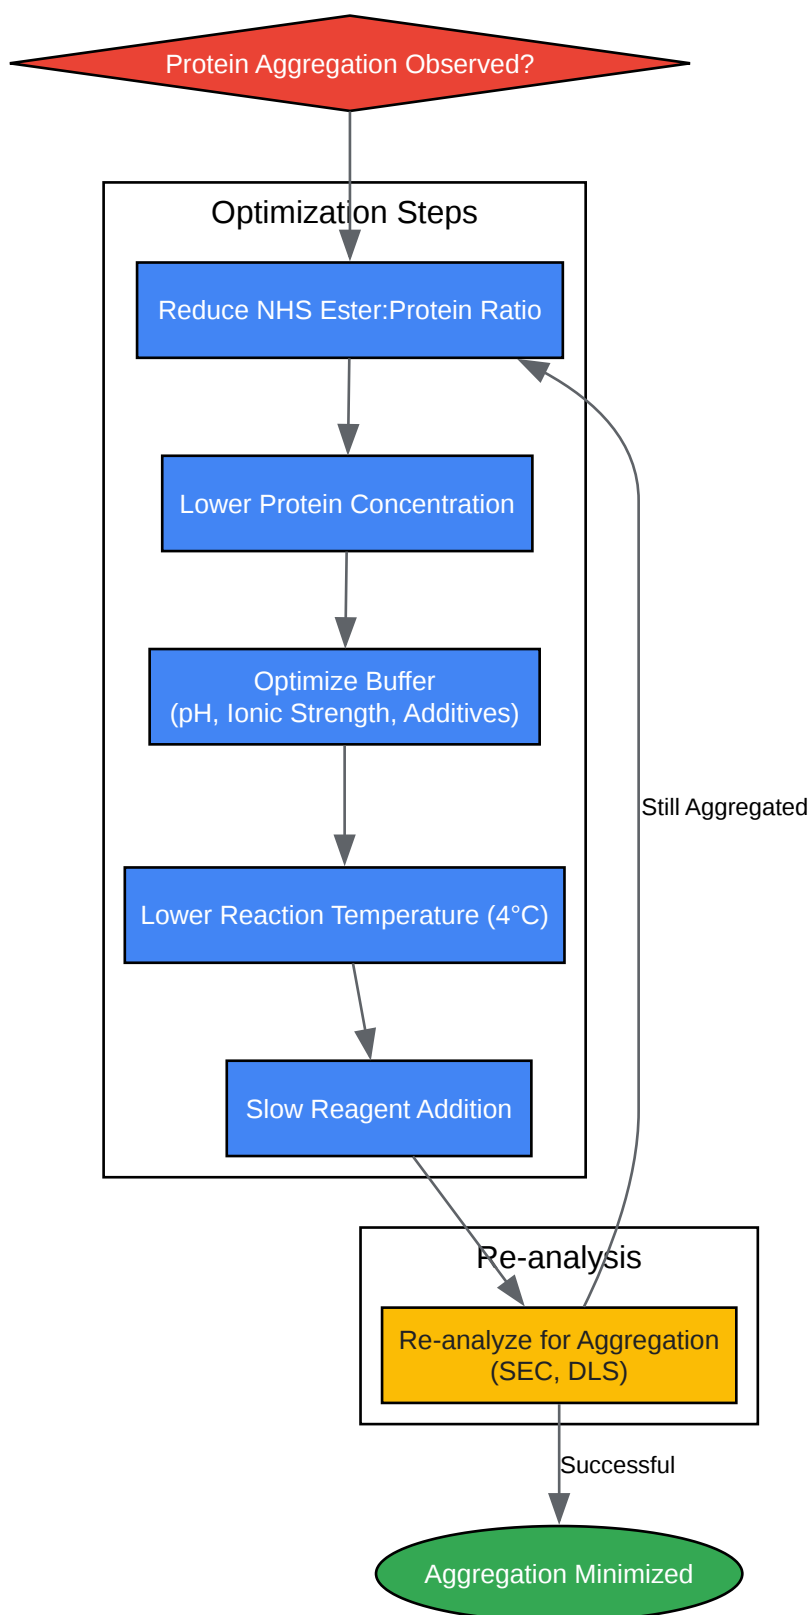 Protein Aggregation Observed?
Optimization Steps
Reduce NHS Ester:Protein Ratio
Lower Protein Concentration
Optimize Buffer
(pH, Ionic Strength, Additives)
Still Aggregated
Lower Reaction Temperature (4°C)
Slow Reagent Addition
Re-analysis
Re-analyze for Aggregation
(SEC, DLS)
Successful
Aggregation Minimized